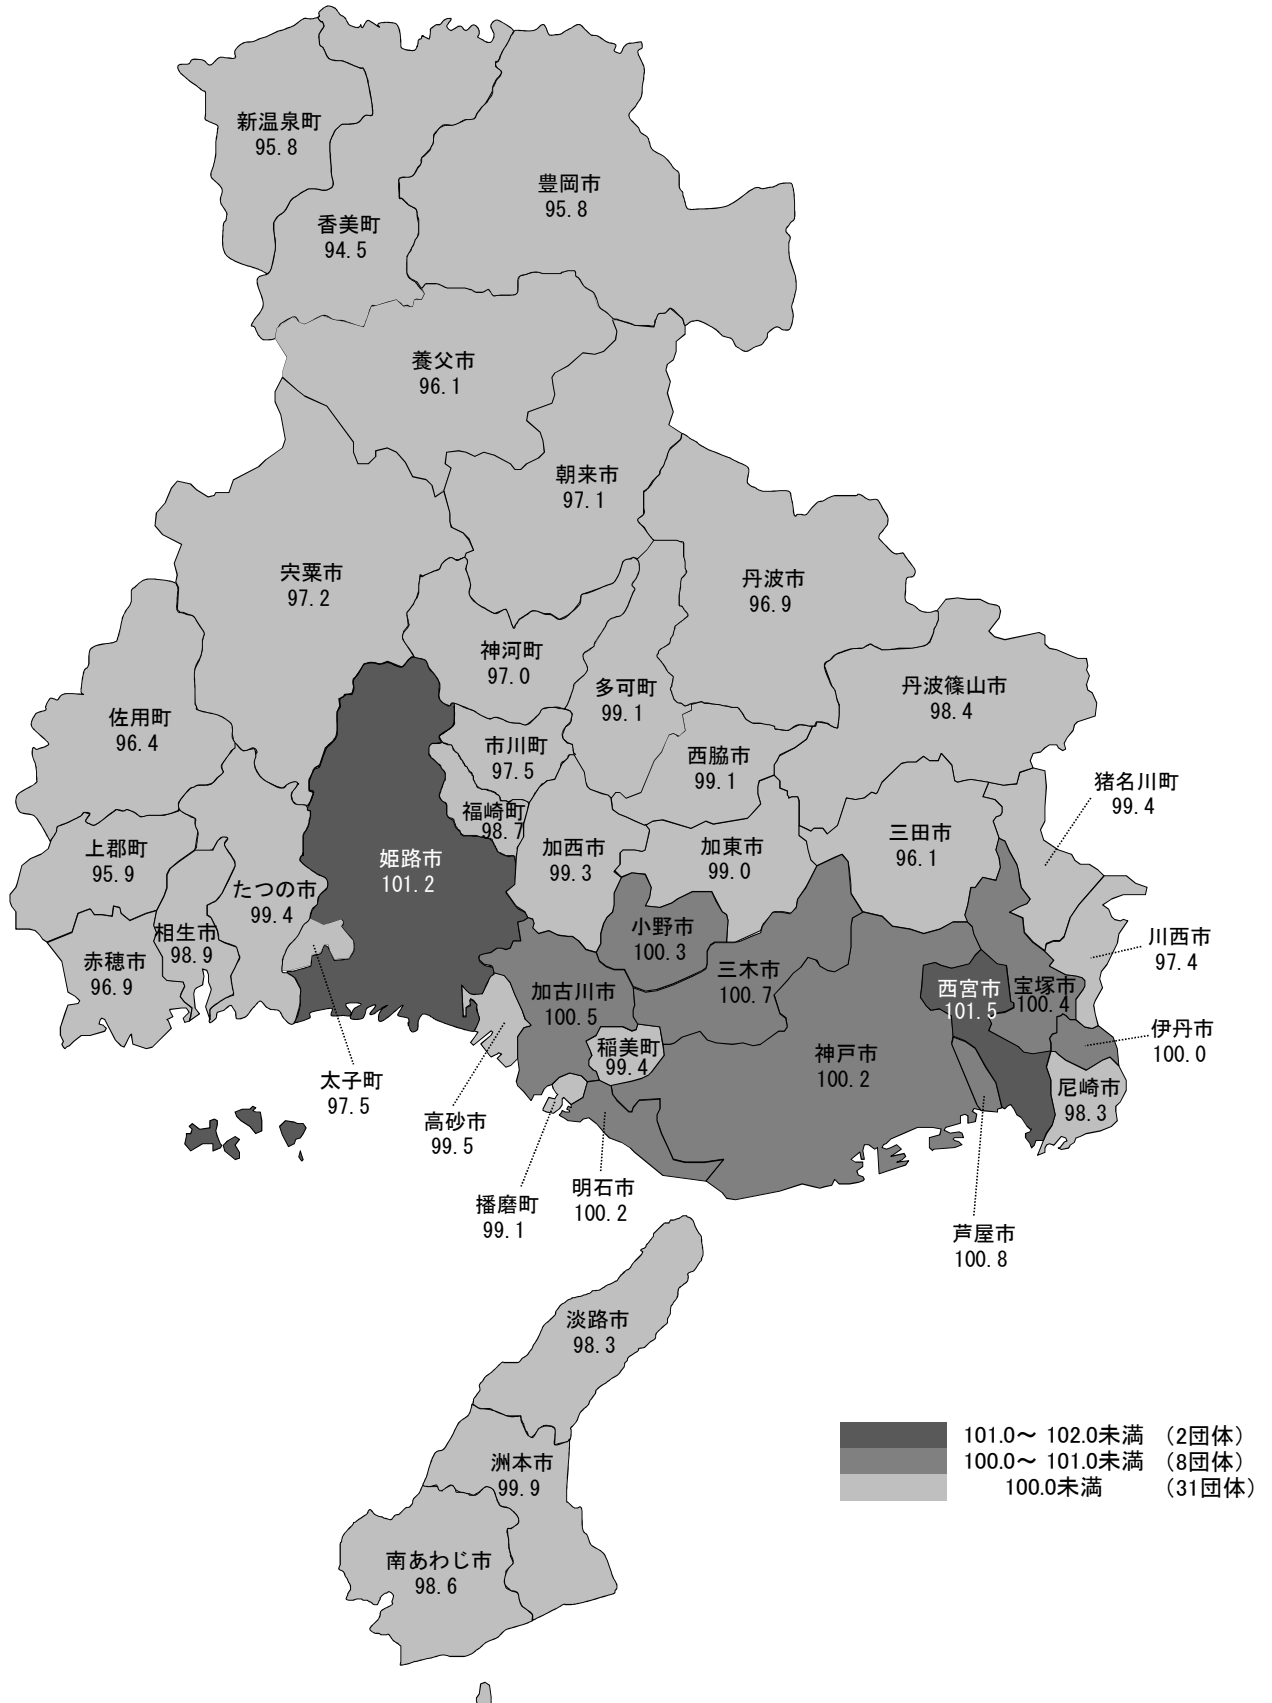 新温泉町
95.8
豊岡市
95.8
香美町
94.5
養父市
96.1
朝来市
97.1
宍粟市
97.2
丹波市
96.9
神河町
97.0
多可町
99.1
丹波篠山市
98.4
佐用町
96.4
市川町
97.5
西脇市
99.1
猪名川町
99.4
福崎町
98.7
三田市
96.1
上郡町
95.9
姫路市
101.2
加西市
99.3
加東市
99.0
たつの市
99.4
相生市
98.9
小野市
100.3
川西市
97.4
赤穂市
96.9
三木市
100.7
加古川市
100.5
西宮市
101.5
宝塚市
100.4
伊丹市
100.0
稲美町
99.4
神戸市
100.2
尼崎市
98.3
太子町
97.5
高砂市
99.5
明石市
100.2
播磨町
99.1
芦屋市
100.8
淡路市
98.3
洲本市
99.9
南あわじ市
98.6
101.0～ 102.0未満 （2団体）
100.0～ 101.0未満 （8団体）
100.0未満 （31団体）